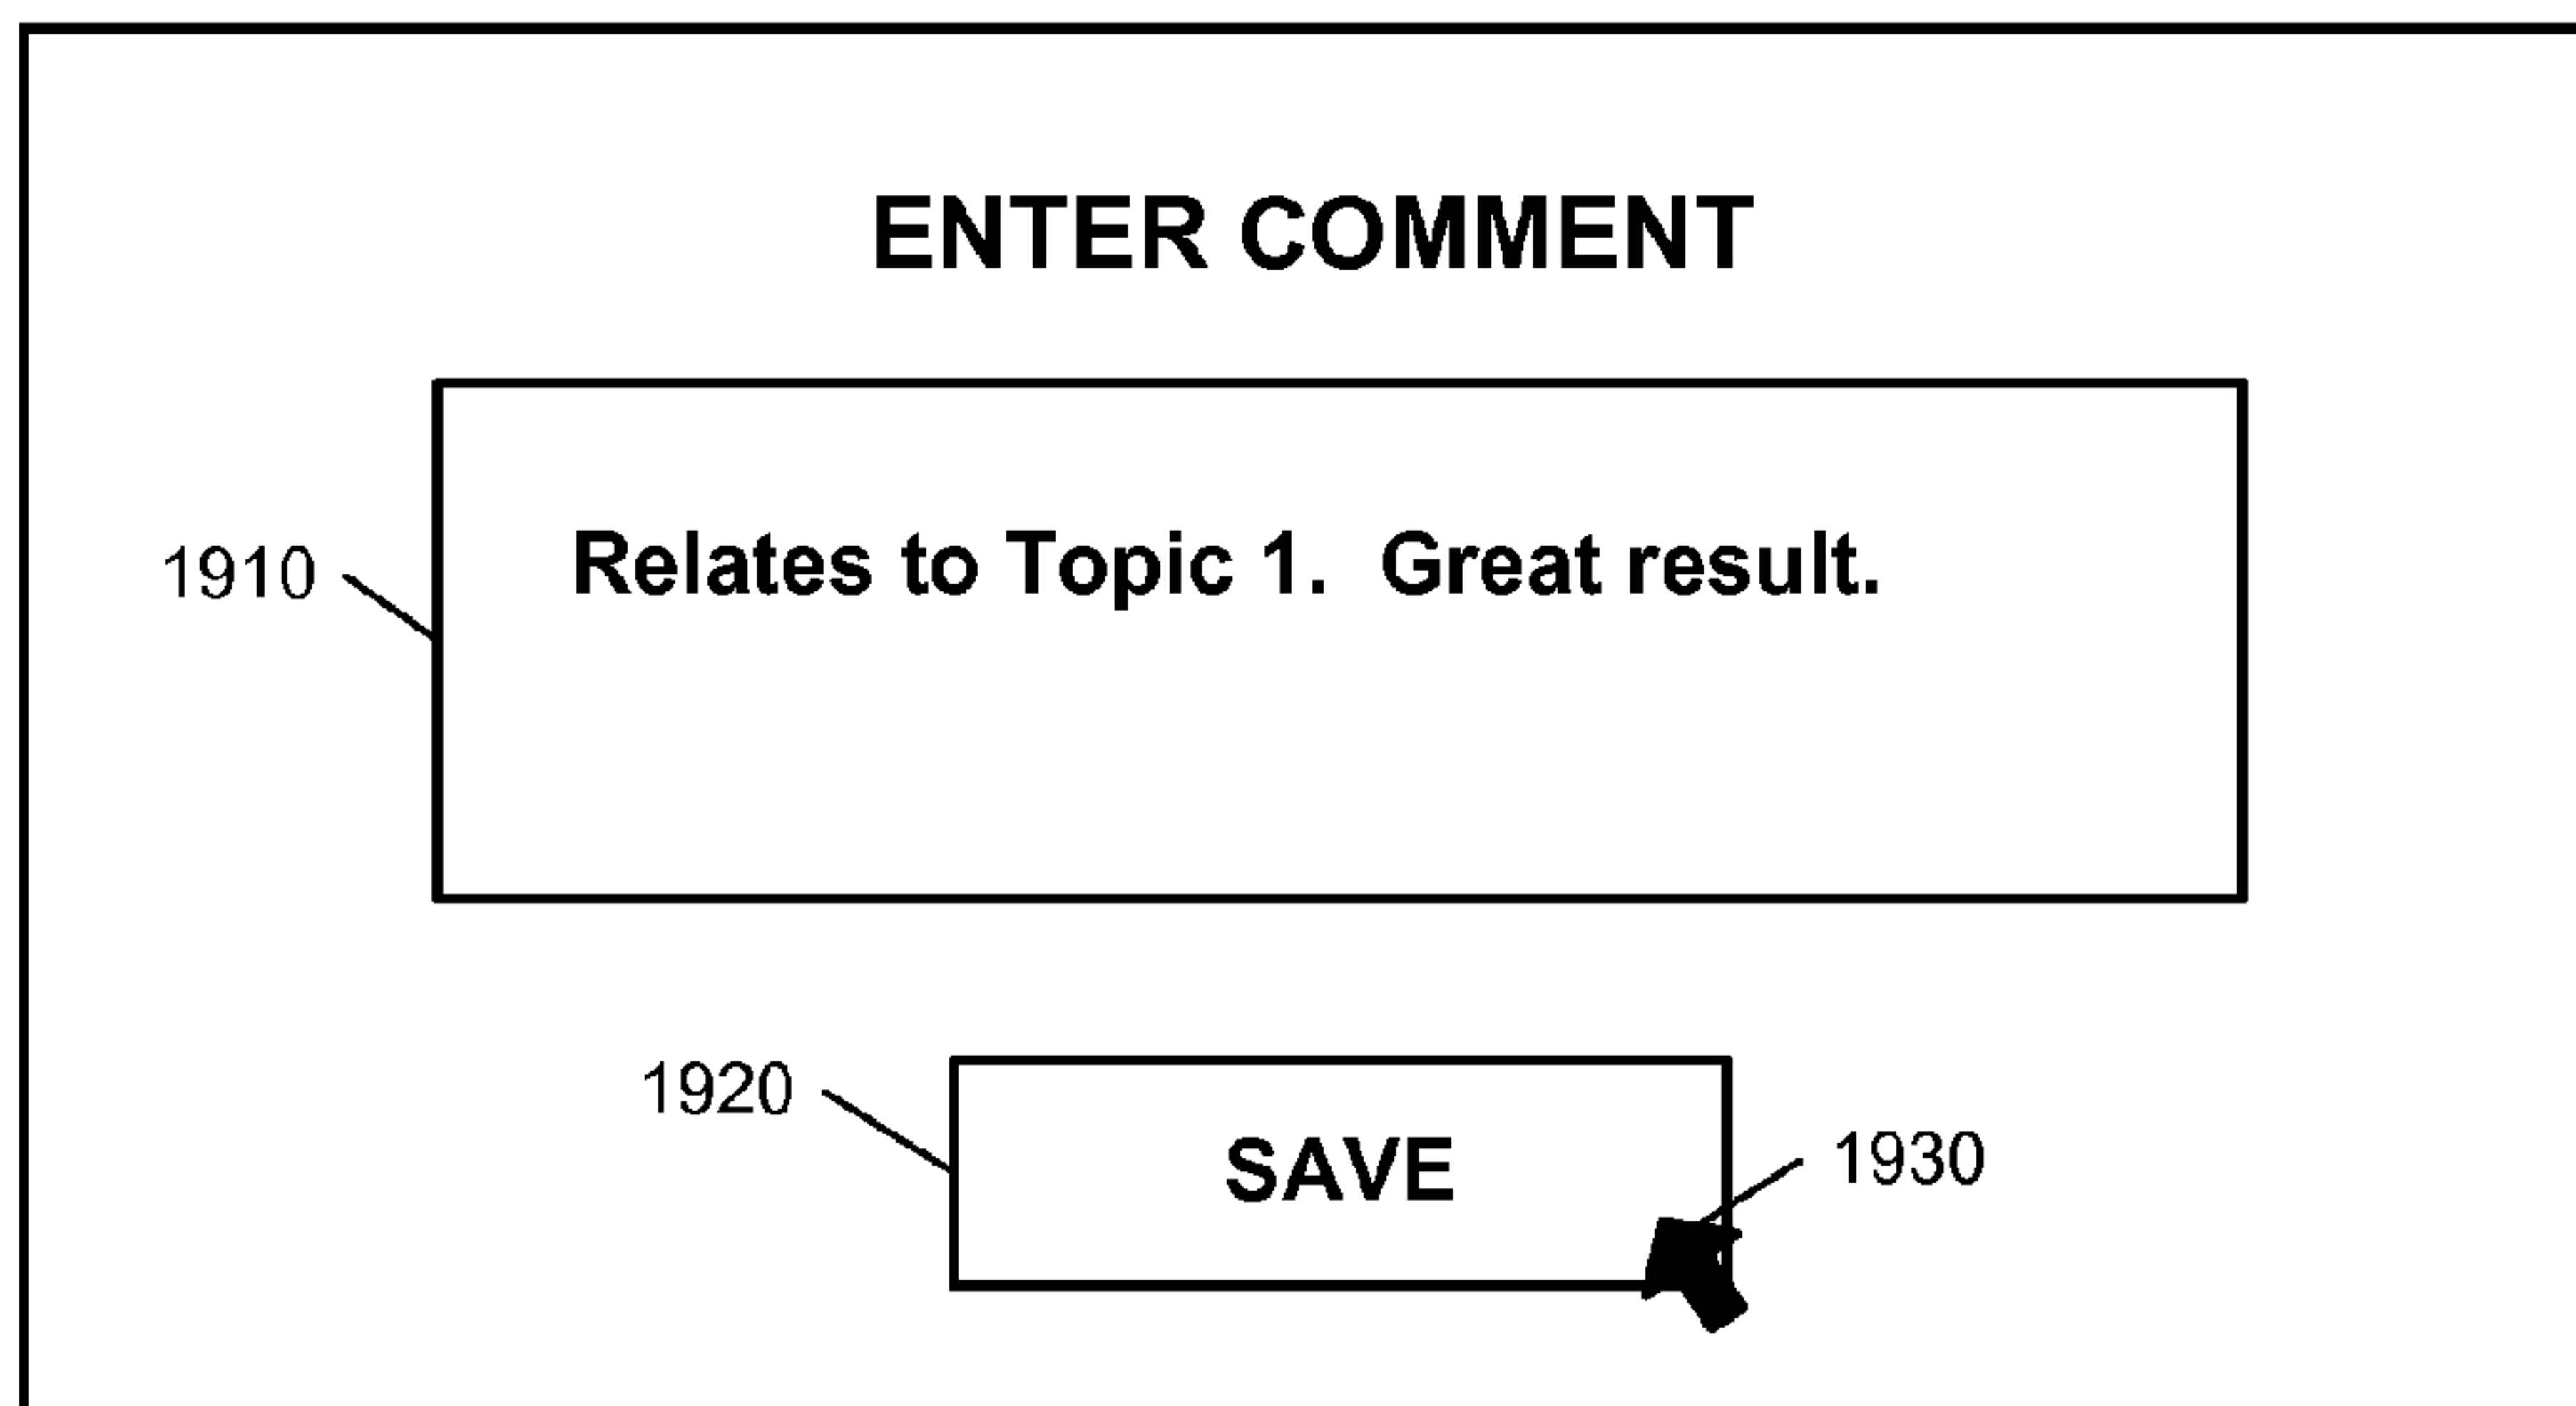 ENTER COMMENT
1910
Relates to Topic 1.  Great result.
1920
SAVE
1930